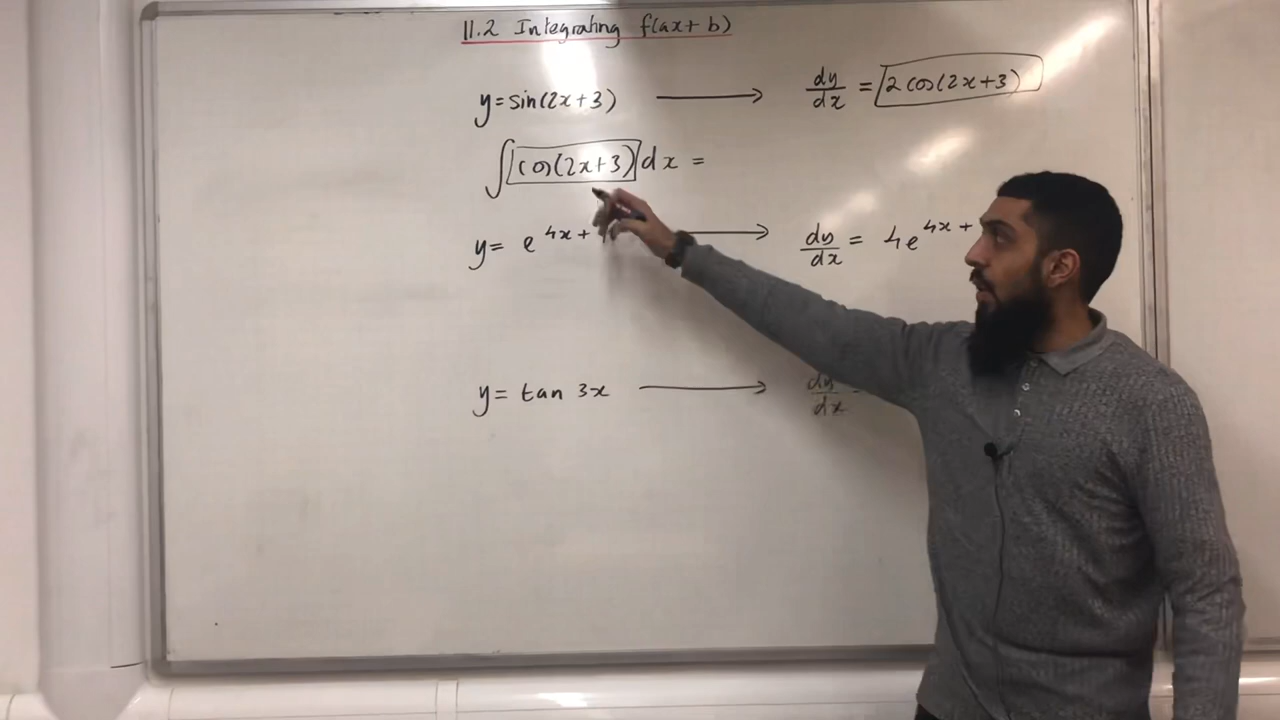 11.2 Integrating f(ax+b)
y = sin(2x+3) ⟶ dy/dx = 2cos(2x+3)
∫cos(2x+3)dx =
y = e^{4x+ ⟶ dy/dx = 4e^{4x+
y = tan 3x ⟶ dy/dx =